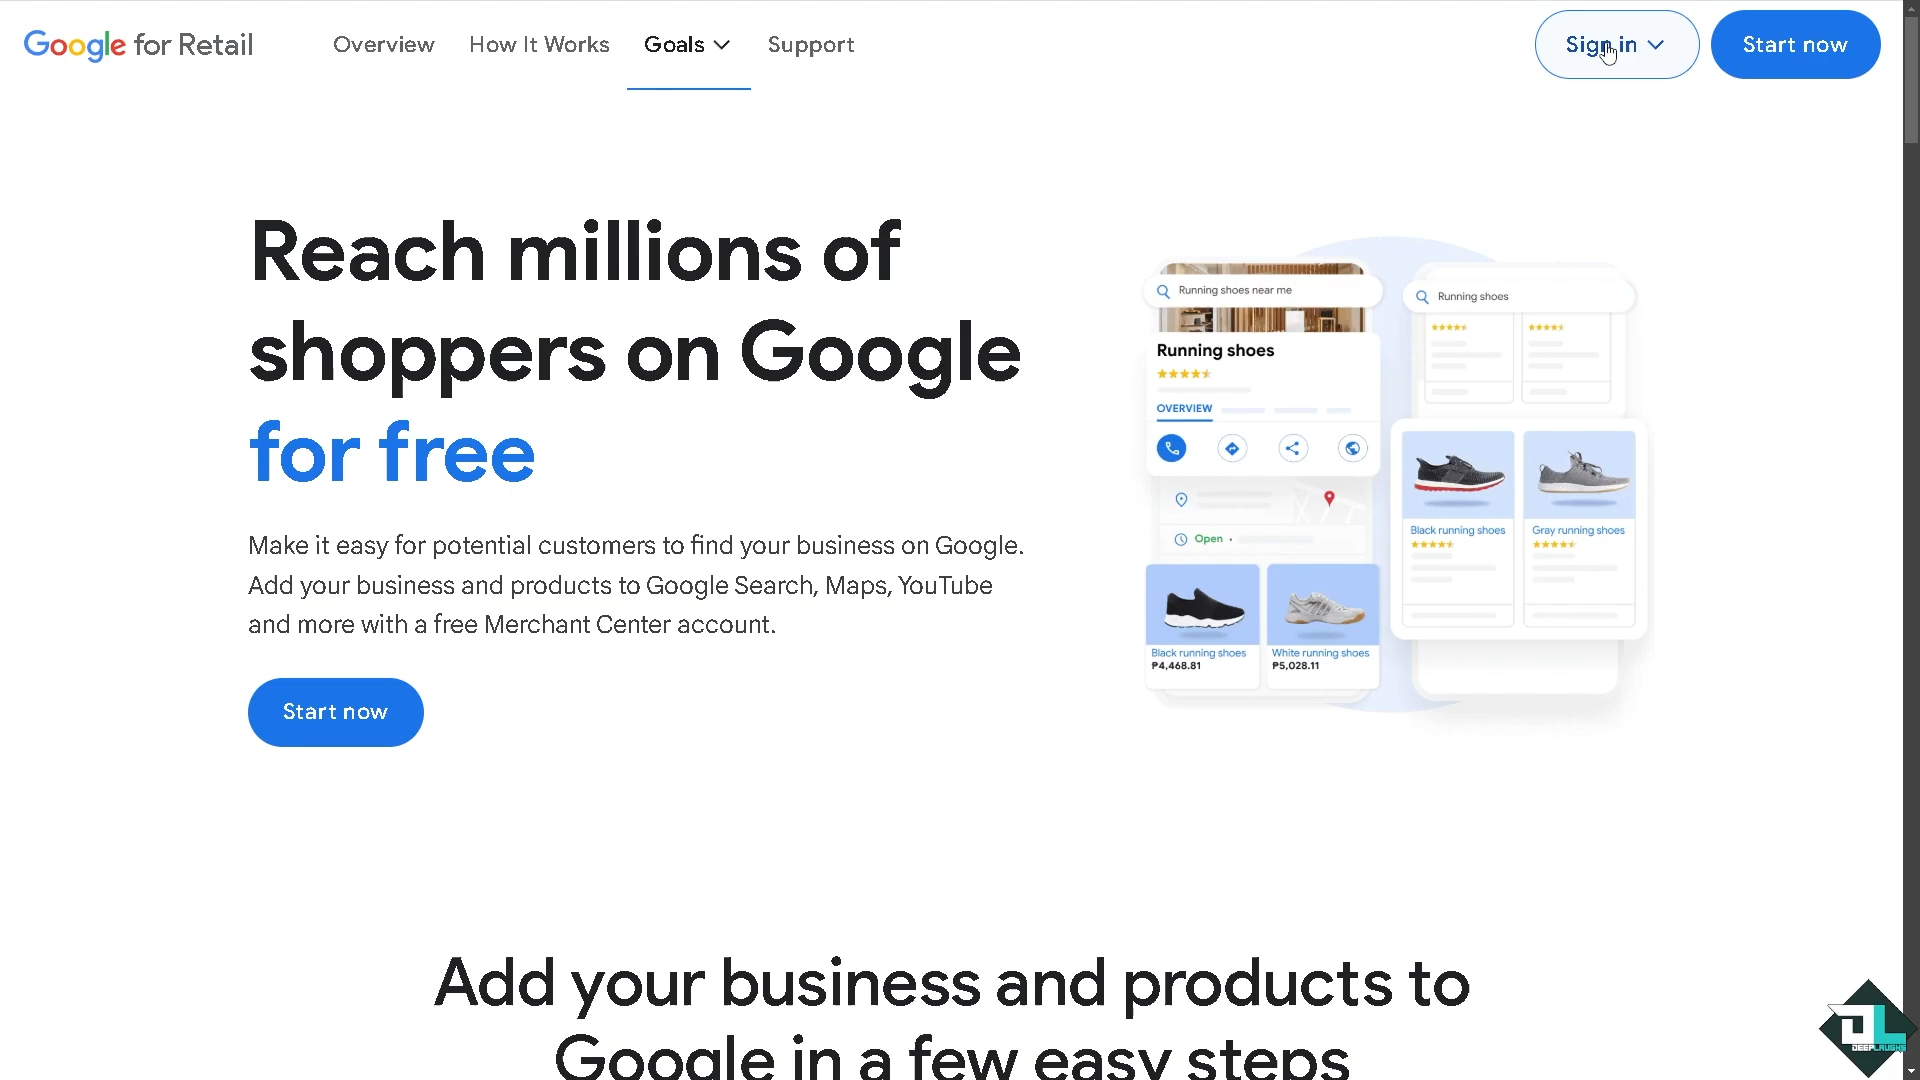 Google for Retail
Overview
How It Works
Goals
Support
Sign in
Start now
Reach millions of
shoppers on Google
for free
Make it easy for potential customers to find your business on Google.
Add your business and products to Google Search, Maps, YouTube
and more with a free Merchant Center account.
Start now
Running shoes near me
Running shoes
OVERVIEW
Open
Black running shoes
₱4,468.81
White running shoes
₱5,028.11
Running shoes
Black running shoes
Gray running shoes
Add your business and products to
Google in a few easy steps
DEEPLAUGHS